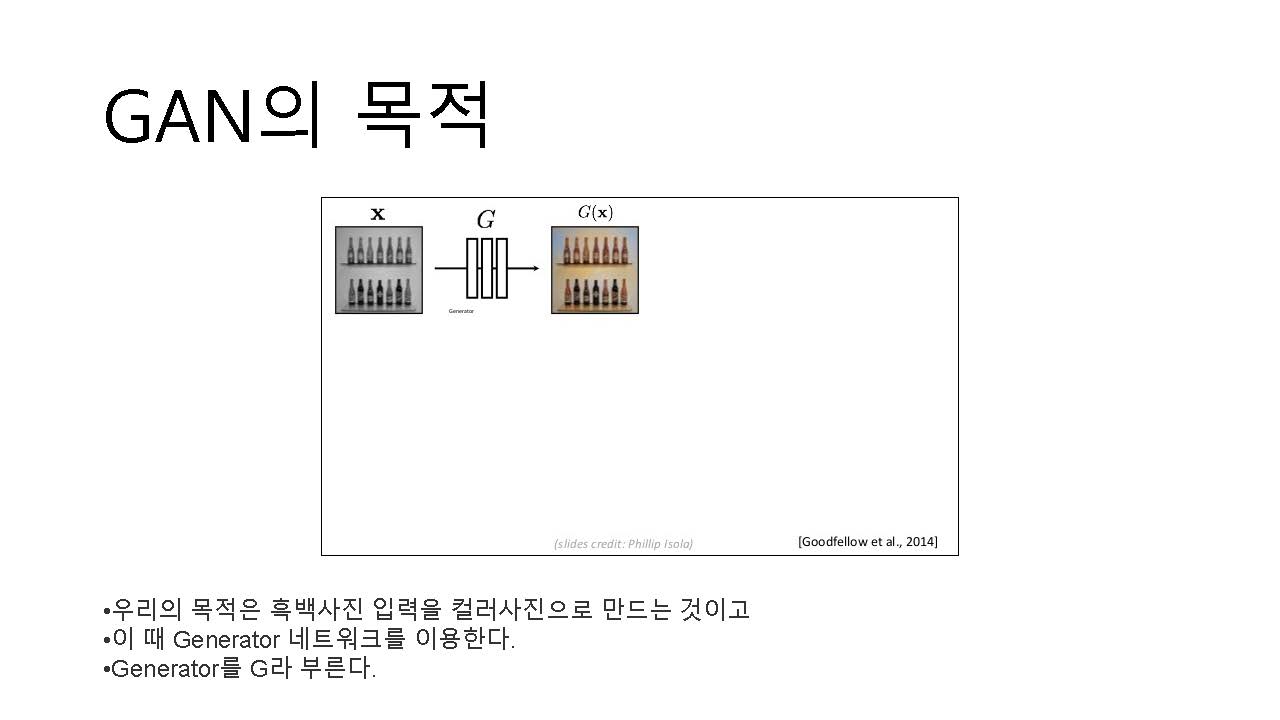 GAN의 목적
x
G
G(x)
Generator
(slides credit: Phillip Isola)
[Goodfellow et al., 2014]
•우리의 목적은 흑백사진 입력을 컬러사진으로 만드는 것이고
•이 때 Generator 네트워크를 이용한다.
•Generator를 G라 부른다.